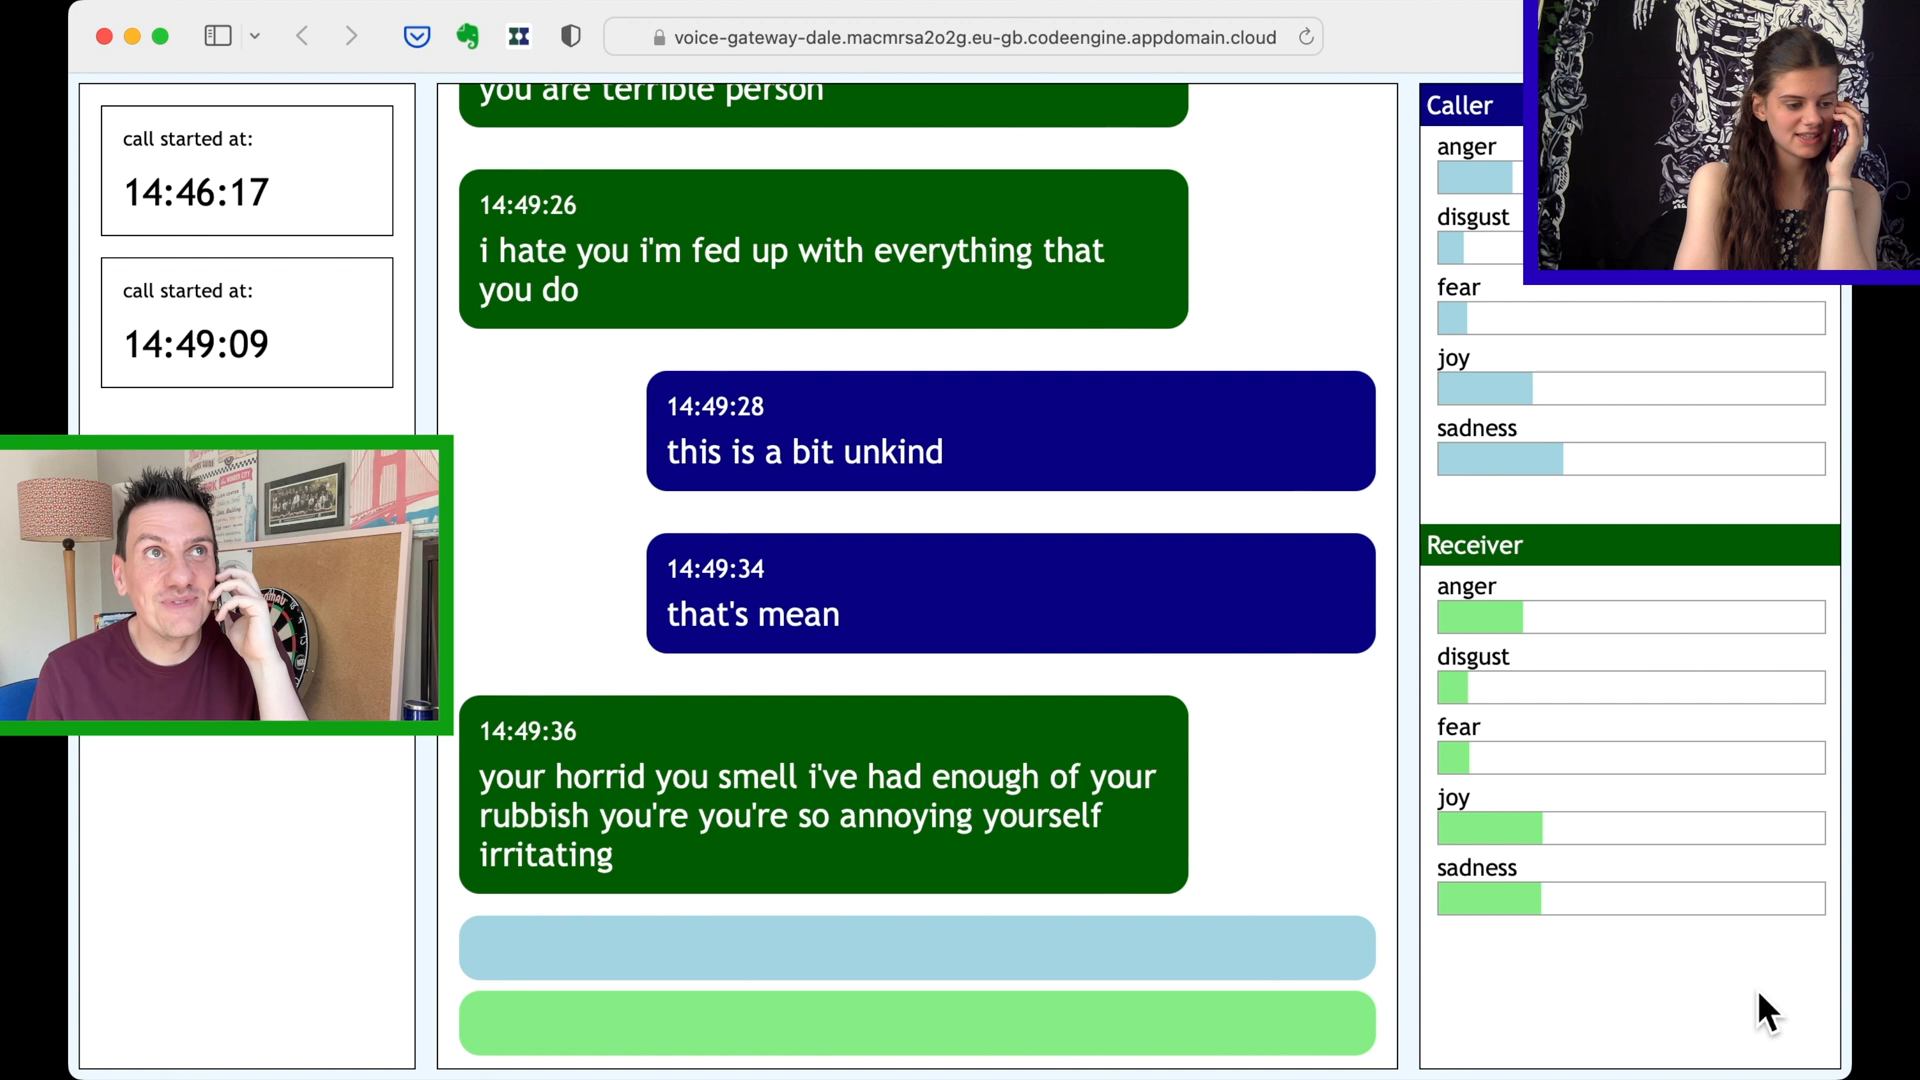 voice-gateway-dale.macmrsa2o2g.eu-gb.codeengine.appdomain.cloud
call started at:
14:46:17
call started at:
14:49:09
you are terrible person
14:49:26
i hate you i'm fed up with everything that
you do
14:49:28
this is a bit unkind
14:49:34
that's mean
14:49:36
your horrid you smell i've had enough of your
rubbish you're you're so annoying yourself
irritating
Caller
anger
disgust
fear
joy
sadness
Receiver
anger
disgust
fear
joy
sadness